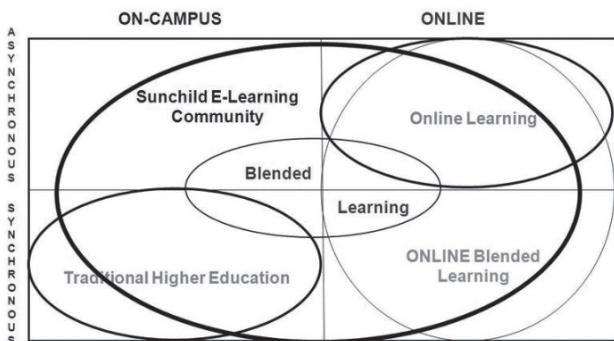 ON-CAMPUS
ONLINE
ASYNCHRONOUS
SYNCHRONOUS
Sunchild E-Learning
Community
Online Learning
Blended
Learning
Traditional Higher Education
ONLINE Blended
Learning